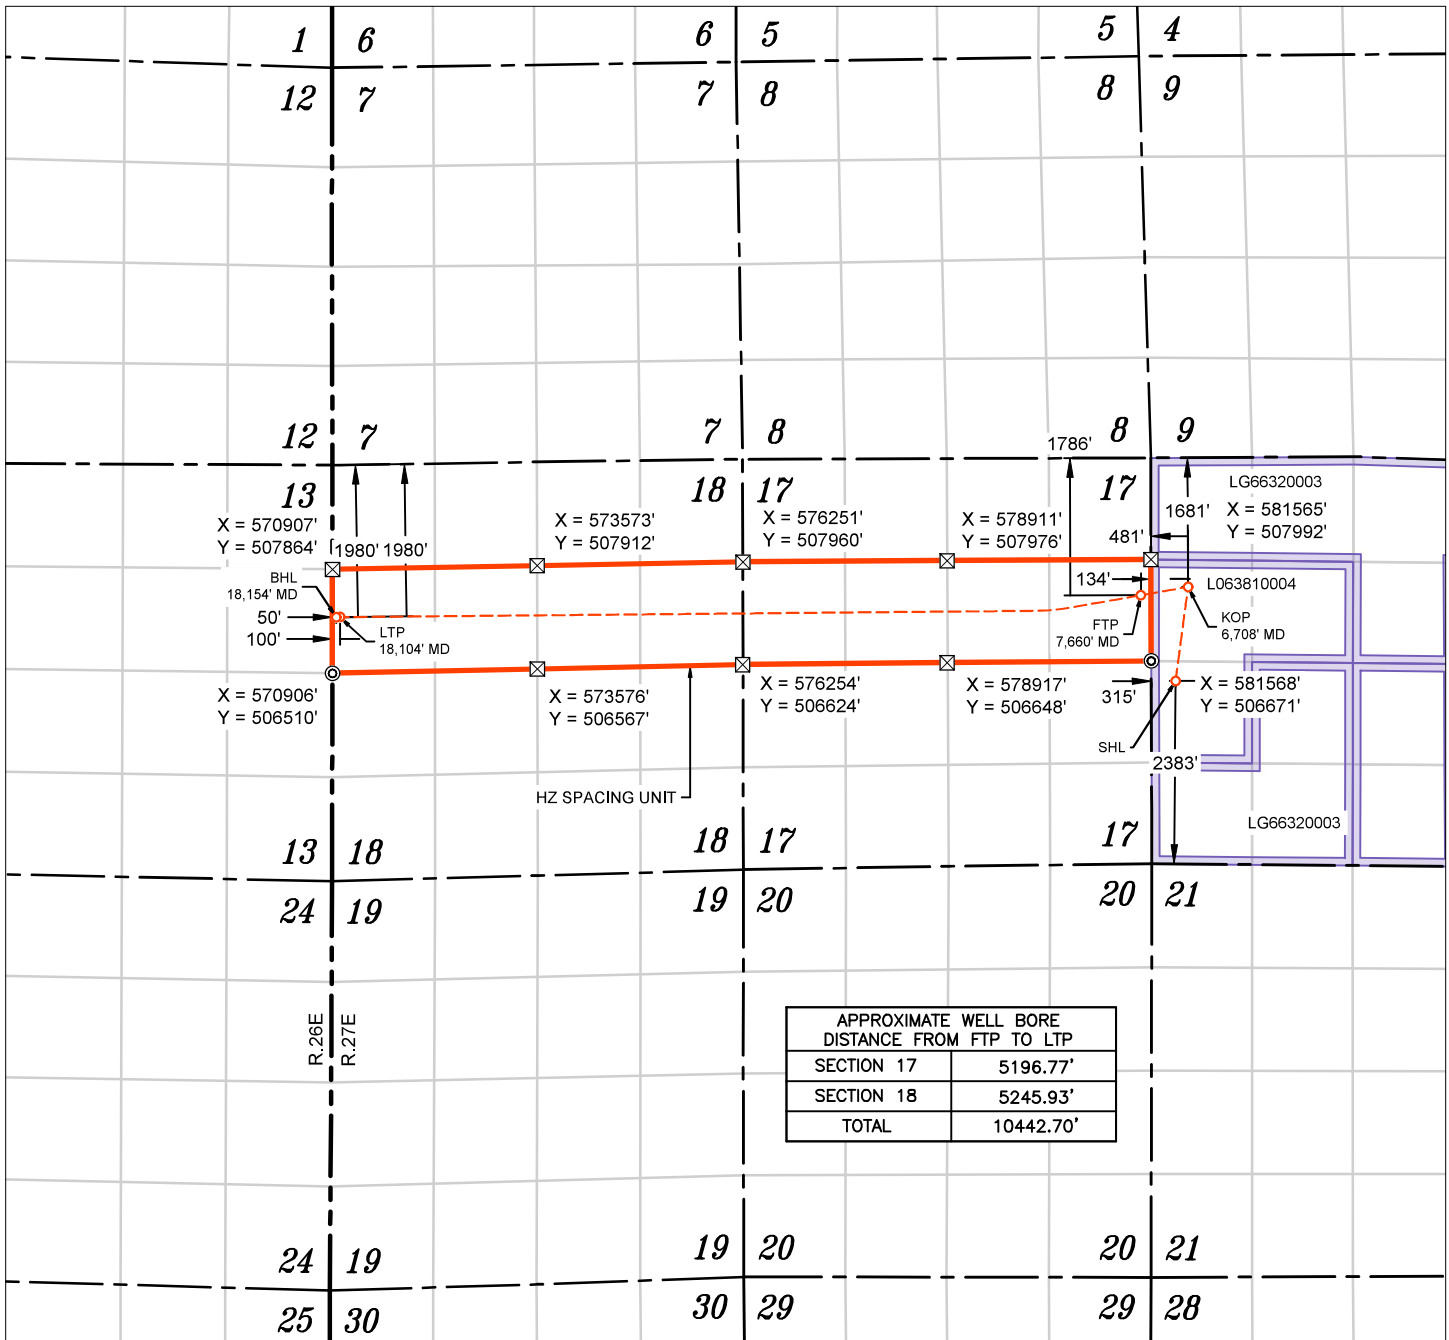 1 6
6 5
5 4
12 7
7 8
8 9
12 7
7 8
8 9
1786'
13
18 17
17
LG66320003
X = 570907'
Y = 507864'
X = 573573'
Y = 507912'
X = 576251'
Y = 507960'
X = 578911'
Y = 507976'
1681'
X = 581565'
Y = 507992'
481'
1980' 1980'
BHL
18,154' MD
134'
L063810004
50'
100'
LTP
18,104' MD
FTP
7,660' MD
KOP
6,708' MD
X = 570906'
Y = 506510'
X = 573576'
Y = 506567'
X = 576254'
Y = 506624'
X = 578917'
Y = 506648'
315'
X = 581568'
Y = 506671'
SHL
2383'
HZ SPACING UNIT
LG66320003
13 18
18 17
17
24 19
19 20
20 21
R.26E
R.27E
APPROXIMATE WELL BORE
DISTANCE FROM FTP TO LTP
SECTION 17 5196.77'
SECTION 18 5245.93'
TOTAL 10442.70'
24 19
19 20
20 21
25 30
30 29
29 28